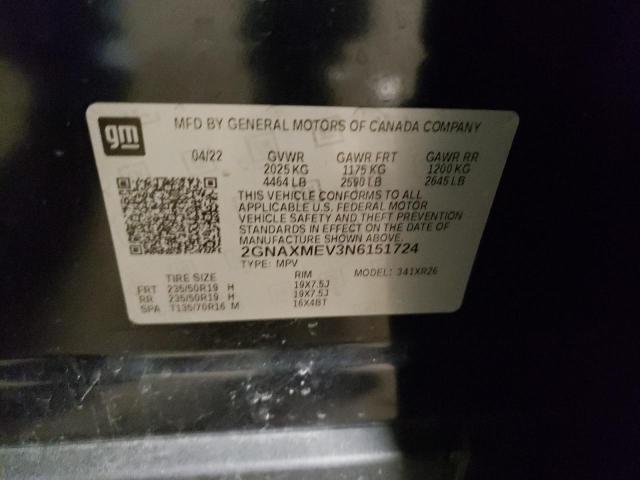 gm
MFD BY GENERAL MOTORS OF CANADA COMPANY
04/22 GVWR GAWR FRT GAWR RR
2025 KG 1175 KG 1200 KG
4464 LB 2590 LB 2645 LB
THIS VEHICLE CONFORMS TO ALL
APPLICABLE U.S. FEDERAL MOTOR
VEHICLE SAFETY AND THEFT PREVENTION
STANDARDS IN EFFECT ON THE DATE OF
MANUFACTURE SHOWN ABOVE.
2GNAXMEV3N6151724
TYPE: MPV MODEL: 341XR26
TIRE SIZE RIM
FRT 235/50R19 H 19X7.5J
RR 235/50R19 H 19X7.5J
SPA T135/70R16 M 16X4BT